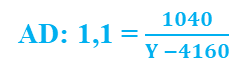 AD: 1,1 = 1040 / Y –4160